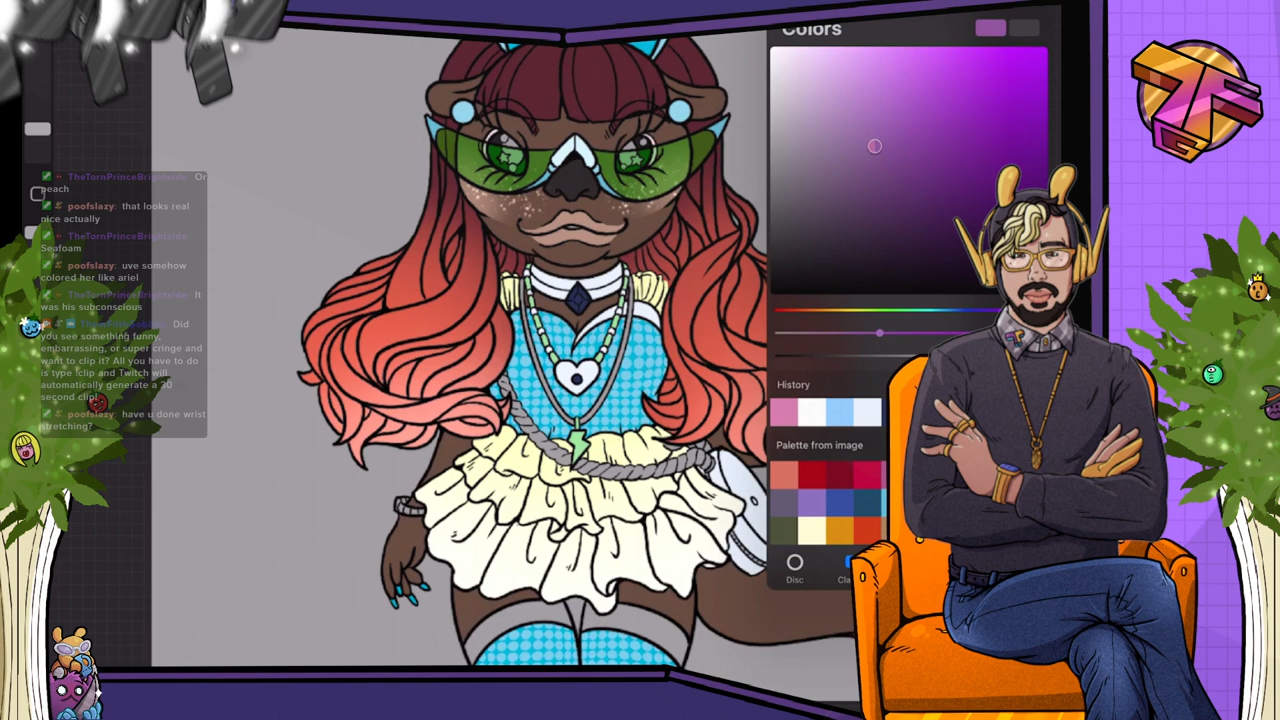 Colors
TheTornPrinceBrightside Or
peach
poofslazy: that looks real
nice actually
TheTornPrinceBrightside
Seafoam
poofslazy: uve somehow
colored her like ariel
TheTornPrinceBrightside It
was his subconscious
Did
you see something funny,
embarrassing, or super cringe and
want to clip it? All you have to do
is type !clip and Twitch will
automatically generate a 20
second clip!
poofslazy: have u done wrist
stretching?
History
Palette from image
Disc
Cla